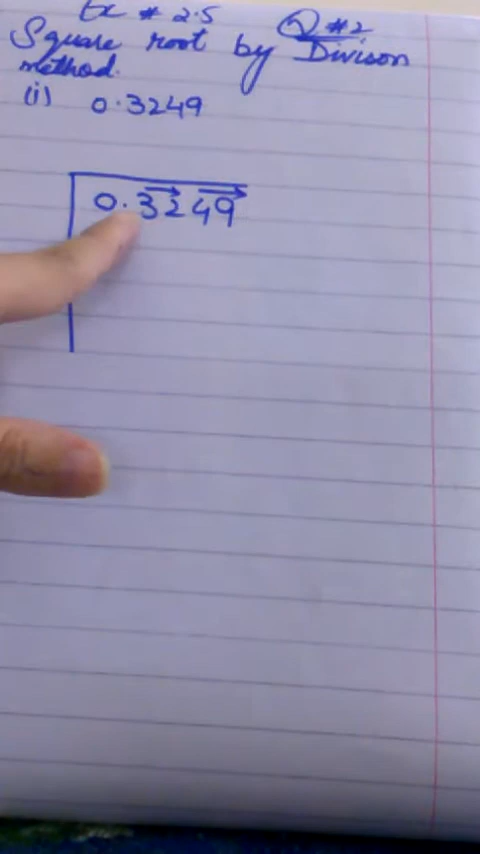 Ex # 2.5
Q #2
Square root by Divison
method.
(i) 0.3249
0.3249